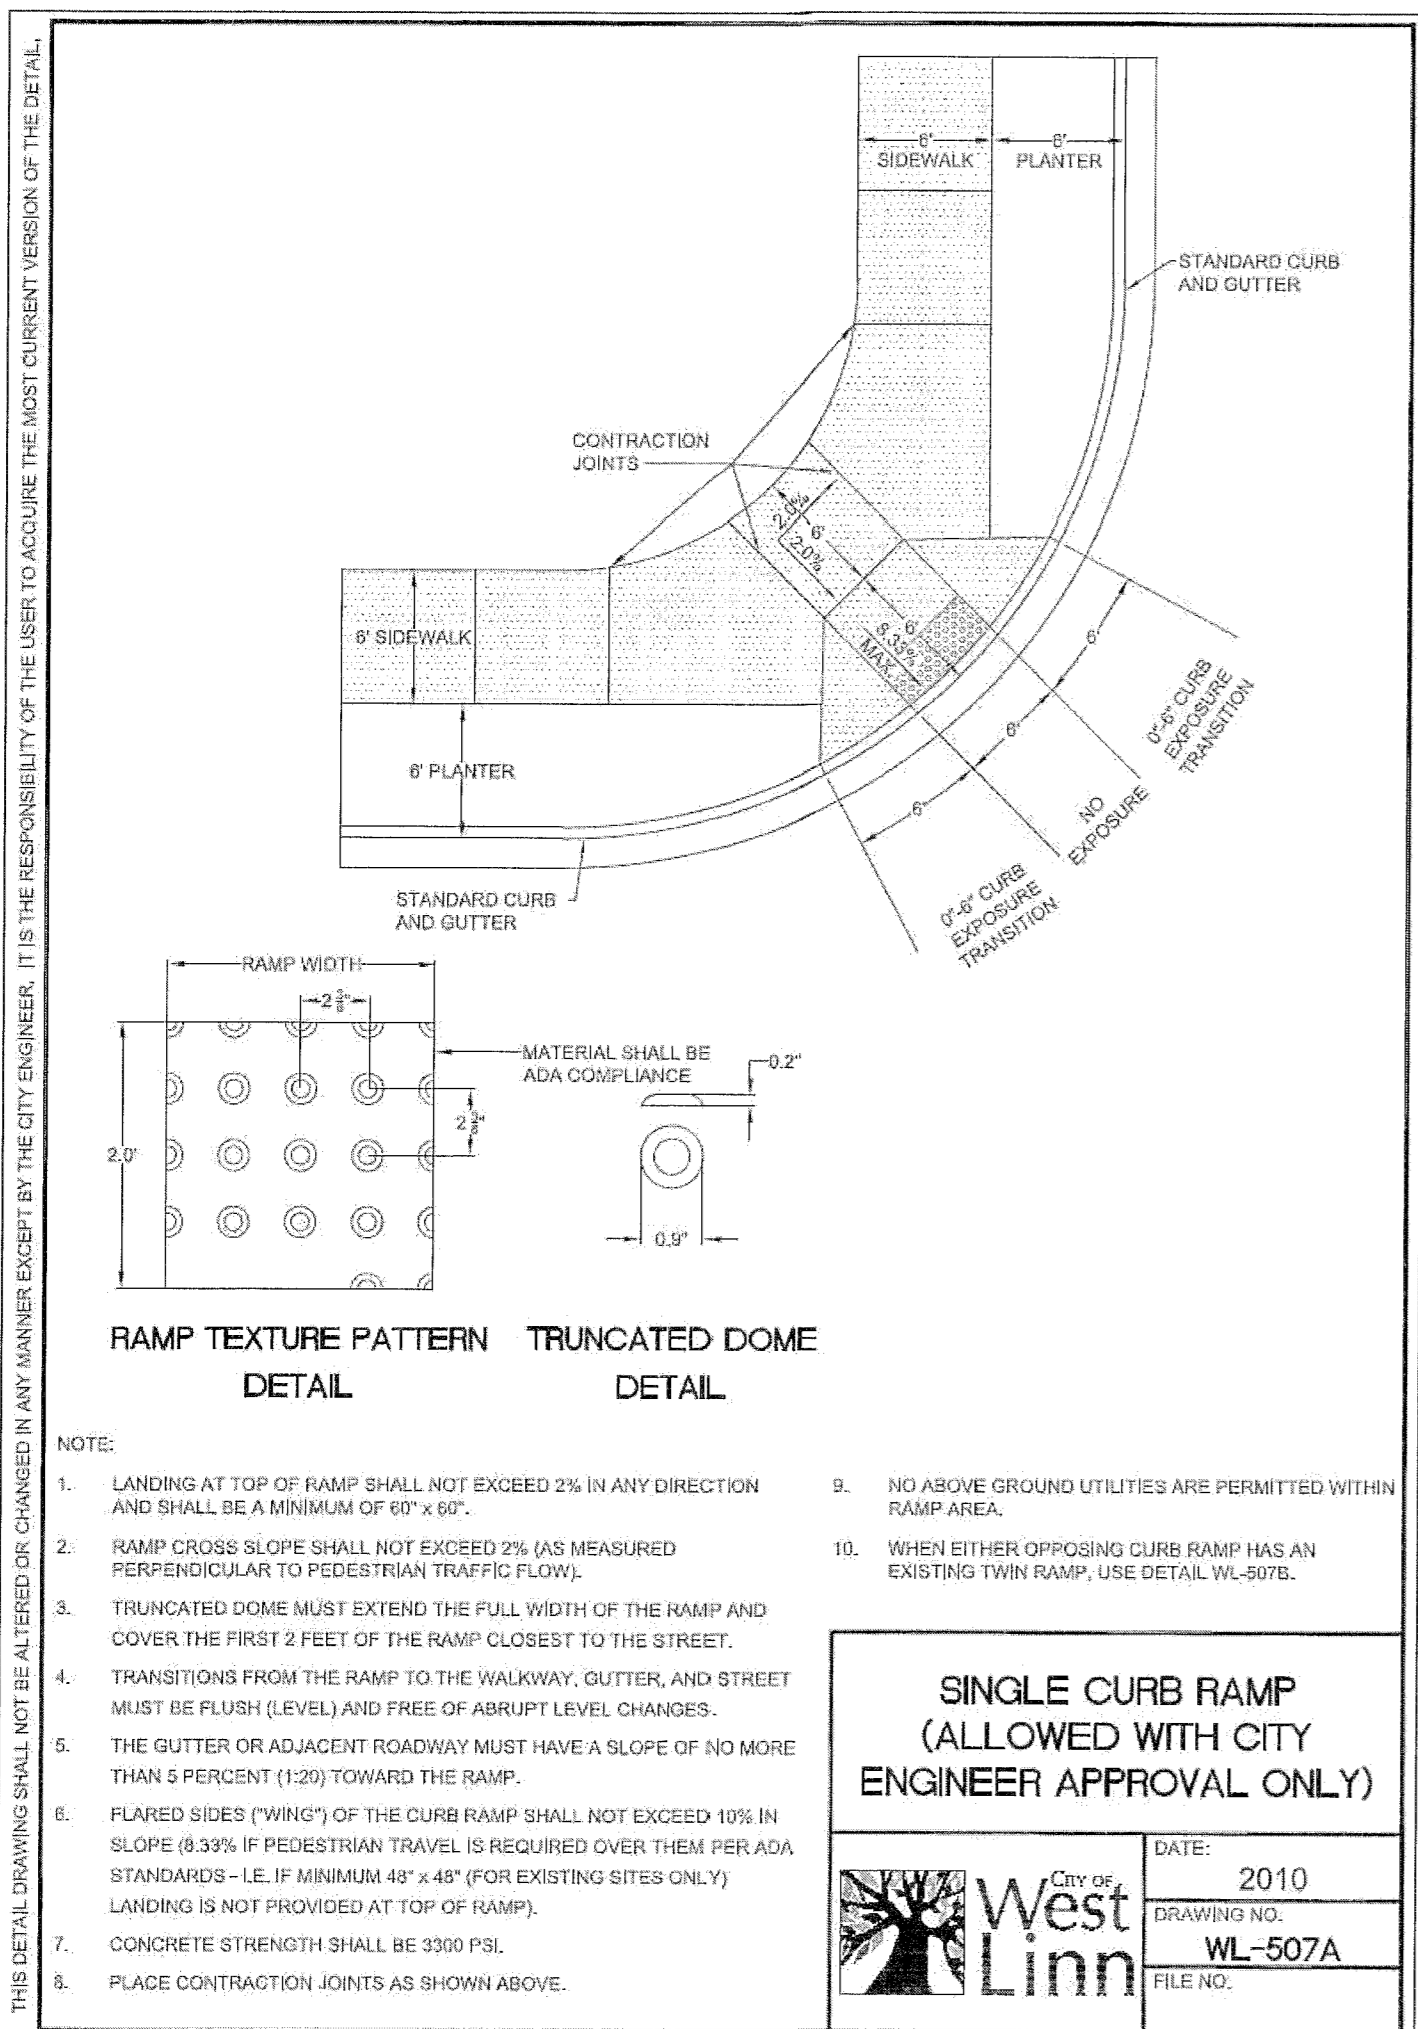 THIS DETAIL DRAWING SHALL NOT BE ALTERED OR CHANGED IN ANY MANNER EXCEPT BY THE CITY ENGINEER. IT IS THE RESPONSIBILITY OF THE USER TO ACQUIRE THE MOST CURRENT VERSION OF THE DETAIL.
6'
SIDEWALK
6'
PLANTER
STANDARD CURB
AND GUTTER
CONTRACTION
JOINTS
2.0%
6'
2.0%
6' SIDEWALK
6'
8.33%
MAX.
6'
0"-6" CURB
EXPOSURE
TRANSITION
6'
NO
EXPOSURE
6'
0"-6" CURB
EXPOSURE
TRANSITION
6' PLANTER
STANDARD CURB
AND GUTTER
RAMP WIDTH
2 3/8"
MATERIAL SHALL BE
ADA COMPLIANCE
0.2"
2 3/8"
2.0'
0.9"
RAMP TEXTURE PATTERN
DETAIL
TRUNCATED DOME
DETAIL
NOTE:
1. LANDING AT TOP OF RAMP SHALL NOT EXCEED 2% IN ANY DIRECTION
AND SHALL BE A MINIMUM OF 60" x 60".
2. RAMP CROSS SLOPE SHALL NOT EXCEED 2% (AS MEASURED
PERPENDICULAR TO PEDESTRIAN TRAFFIC FLOW).
3. TRUNCATED DOME MUST EXTEND THE FULL WIDTH OF THE RAMP AND
COVER THE FIRST 2 FEET OF THE RAMP CLOSEST TO THE STREET.
4. TRANSITIONS FROM THE RAMP TO THE WALKWAY, GUTTER, AND STREET
MUST BE FLUSH (LEVEL) AND FREE OF ABRUPT LEVEL CHANGES.
5. THE GUTTER OR ADJACENT ROADWAY MUST HAVE A SLOPE OF NO MORE
THAN 5 PERCENT (1:20) TOWARD THE RAMP.
6. FLARED SIDES ("WING") OF THE CURB RAMP SHALL NOT EXCEED 10% IN
SLOPE (8.33% IF PEDESTRIAN TRAVEL IS REQUIRED OVER THEM PER ADA
STANDARDS - I.E. IF MINIMUM 48" x 48" (FOR EXISTING SITES ONLY)
LANDING IS NOT PROVIDED AT TOP OF RAMP).
7. CONCRETE STRENGTH SHALL BE 3300 PSI.
8. PLACE CONTRACTION JOINTS AS SHOWN ABOVE.
9. NO ABOVE GROUND UTILITIES ARE PERMITTED WITHIN
RAMP AREA.
10. WHEN EITHER OPPOSING CURB RAMP HAS AN
EXISTING TWIN RAMP, USE DETAIL WL-507B.
SINGLE CURB RAMP
(ALLOWED WITH CITY
ENGINEER APPROVAL ONLY)
CITY OF
West
Linn
DATE:
2010
DRAWING NO.
WL-507A
FILE NO.